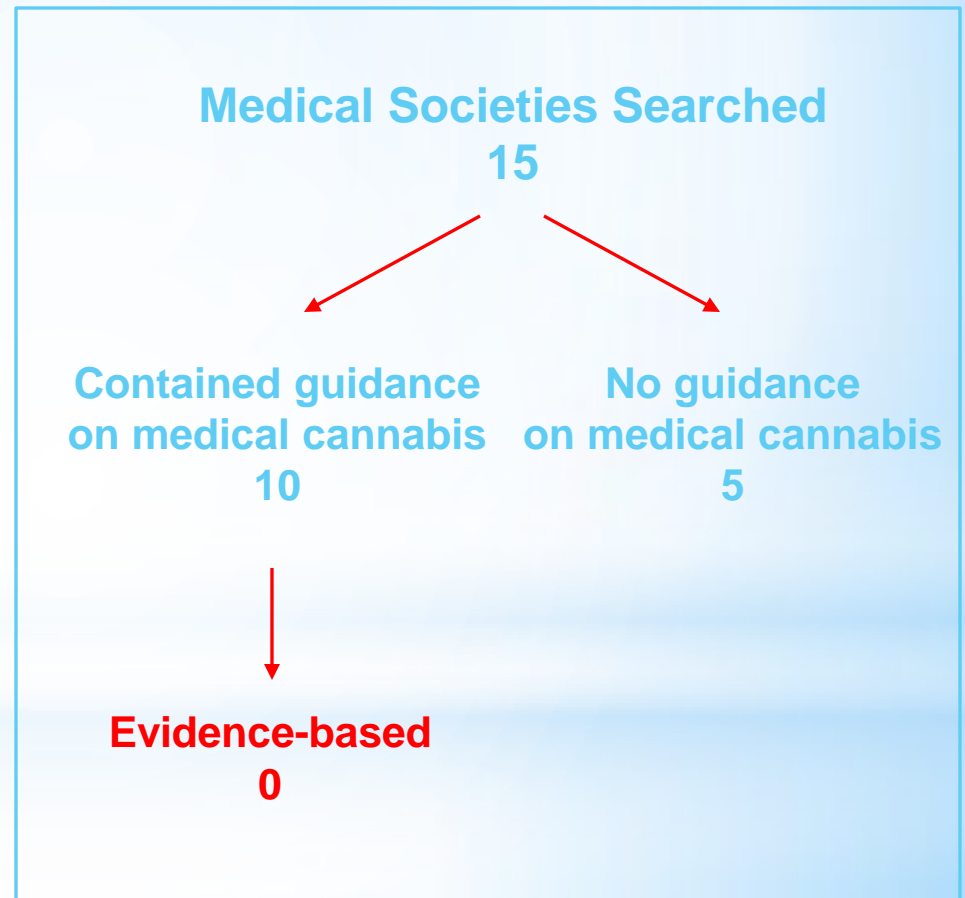 Medical Societies Searched
15
Contained guidance
on medical cannabis
10
No guidance
on medical cannabis
5
Evidence-based
0